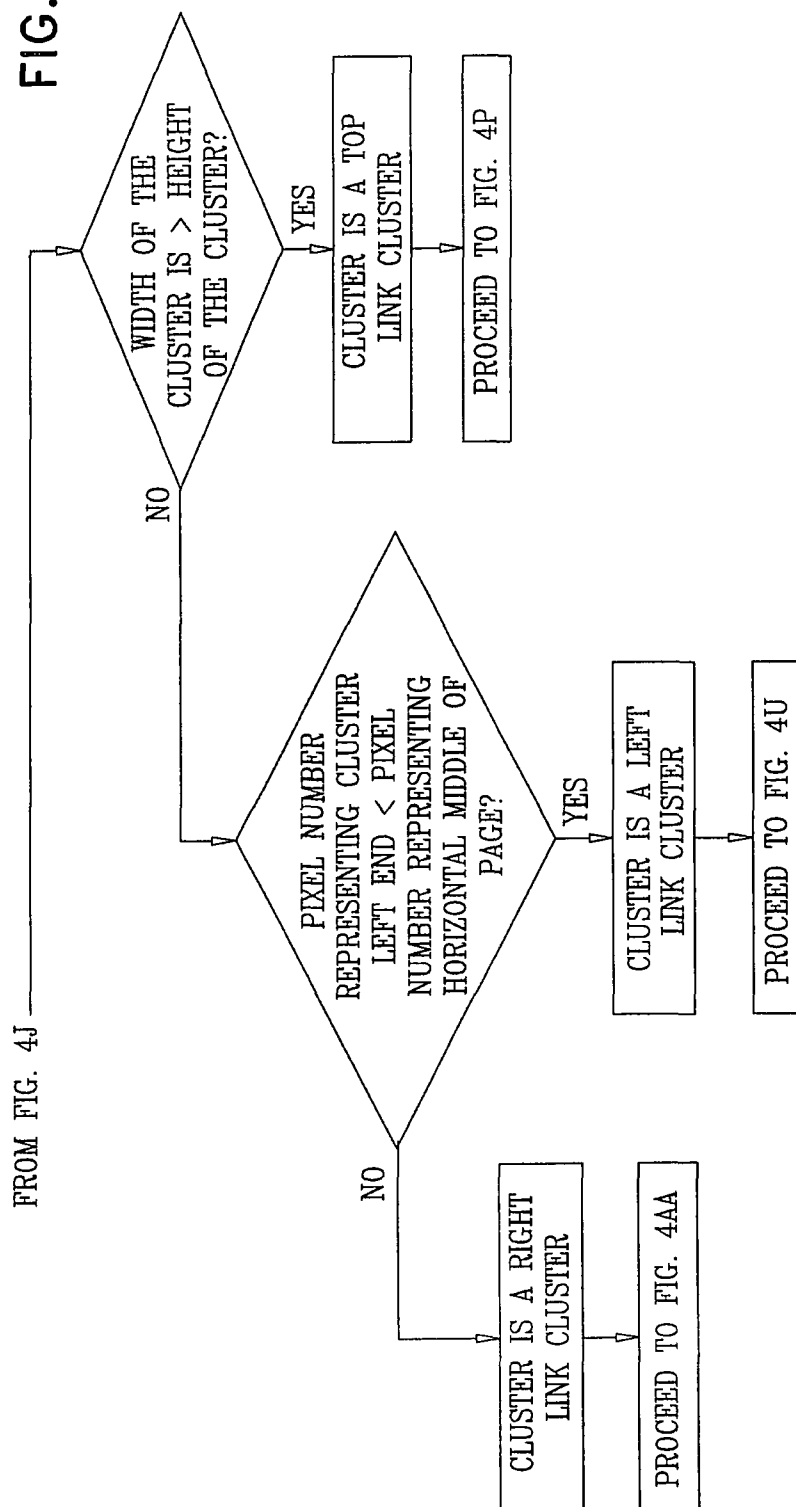 FIG.
FROM FIG. 4J
WIDTH OF THE
CLUSTER IS > HEIGHT
OF THE CLUSTER?
NO
YES
CLUSTER IS A TOP
LINK CLUSTER
PROCEED TO FIG. 4P
PIXEL NUMBER
REPRESENTING CLUSTER
LEFT END < PIXEL
NUMBER REPRESENTING
HORIZONTAL MIDDLE OF
PAGE?
NO
YES
CLUSTER IS A LEFT
LINK CLUSTER
PROCEED TO FIG. 4U
CLUSTER IS A RIGHT
LINK CLUSTER
PROCEED TO FIG. 4AA